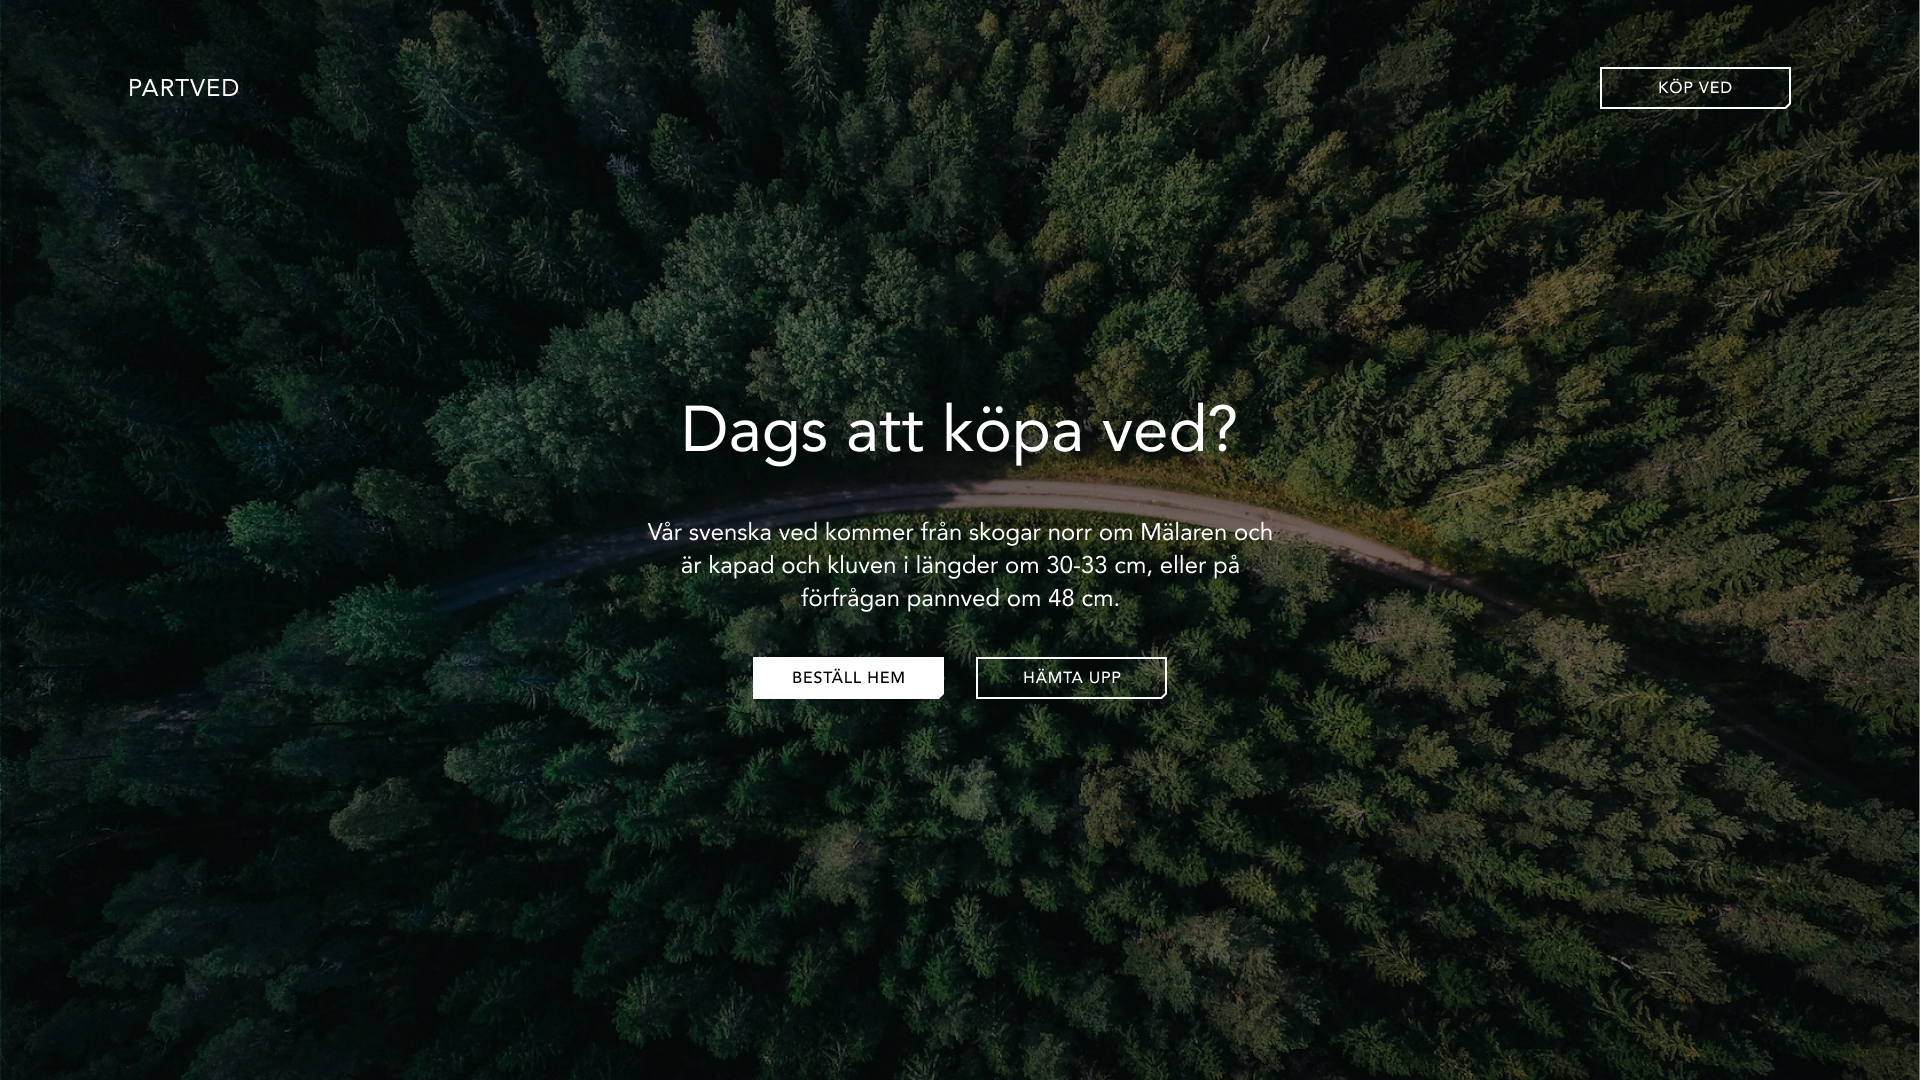 PARTVED
KÖP VED
Dags att köpa ved?
Vår svenska ved kommer från skogar norr om Mälaren och
är kapad och kluven i längder om 30-33 cm, eller på
förfrågan pannved om 48 cm.
BESTÄLL HEM
HÄMTA UPP